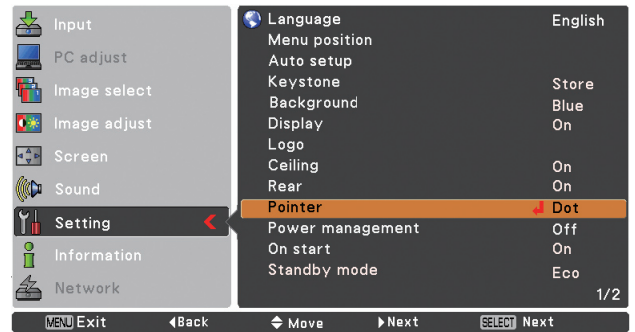 Input
PC adjust
Image select
Image adjust
Screen
Sound
Setting
Information
Network
Language English
Menu position
Auto setup
Keystone Store
Background Blue
Display On
Logo
Ceiling On
Rear On
Pointer Dot
Power management Off
On start On
Standby mode Eco
1/2
MENU Exit Back Move Next SELECT Next